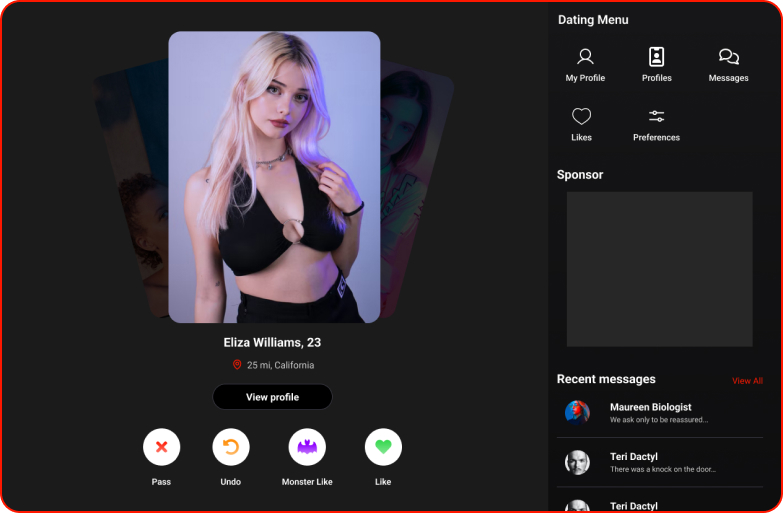 Dating Menu
My Profile
Profiles
Messages
Likes
Preferences
Sponsor
Eliza Williams, 23
25 mi, California
View profile
Pass
Undo
Monster Like
Like
Recent messages
View All
Maureen Biologist
We ask only to be reassured...
Teri Dactyl
There was a knock on the door...
Teri Dactyl